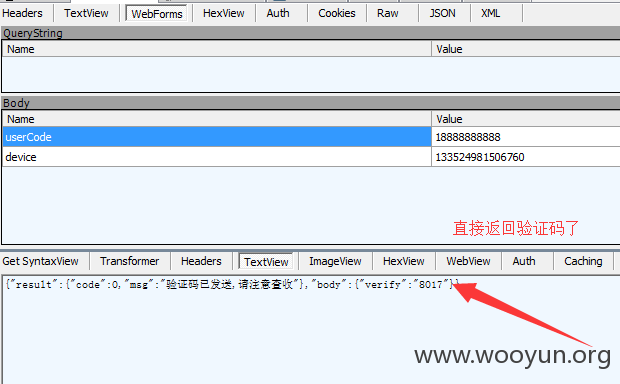 Headers TextView WebForms HexView Auth Cookies Raw JSON XML
QueryString
Name Value
Body
Name Value
userCode 18888888888
device 133524981506760
直接返回验证码了
Get SyntaxView Transformer Headers TextView ImageView HexView WebView Auth Caching
{"result":{"code":0,"msg":"验证码已发送,请注意查收"},"body":{"verify":"8017"}}
www.wooyun.org